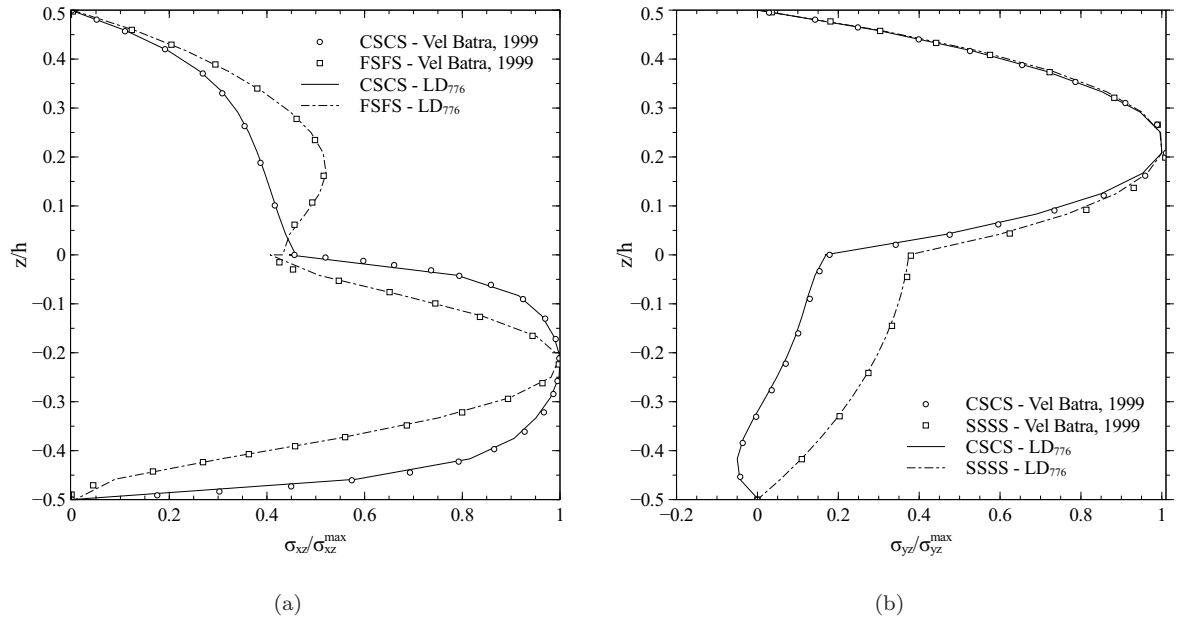 0.5
0.4
0.3
0.2
0.1
0
−0.1
−0.2
−0.3
−0.4
−0.5
z/h
0
0.2
0.4
0.6
0.8
1
σxz/σxz^max
CSCS - Vel Batra, 1999
FSFS - Vel Batra, 1999
CSCS - LD776
FSFS - LD776
(a)
0.5
0.4
0.3
0.2
0.1
0
−0.1
−0.2
−0.3
−0.4
−0.5
z/h
−0.2
0
0.2
0.4
0.6
0.8
1
σyz/σyz^max
CSCS - Vel Batra, 1999
SSSS - Vel Batra, 1999
CSCS - LD776
SSSS - LD776
(b)